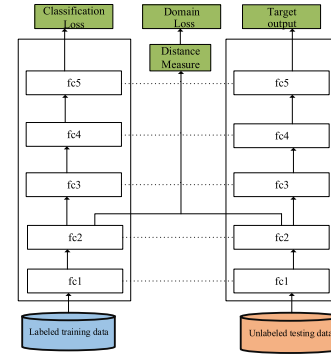 Classification
Loss
Domain
Loss
Target
output
Distance
Measure
fc5
fc5
fc4
fc4
fc3
fc3
fc2
fc2
fc1
fc1
Labeled training data
Unlabeled testing data